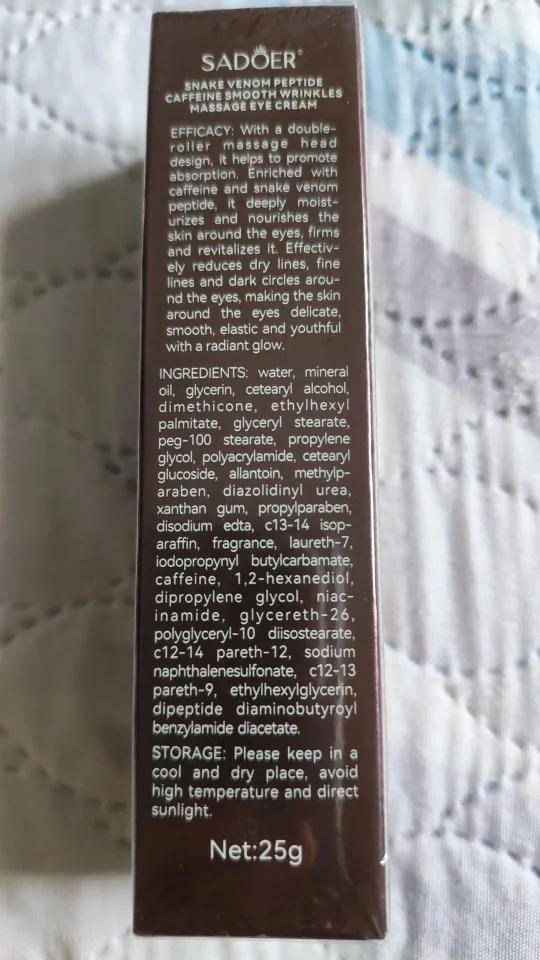 SADOER®
SNAKE VENOM PEPTIDE
CAFFEINE SMOOTH WRINKLES
MASSAGE EYE CREAM
EFFICACY: With a double-
roller massage head
design, it helps to promote
absorption. Enriched with
caffeine and snake venom
peptide, it deeply moist-
urizes and nourishes the
skin around the eyes, firms
and revitalizes it. Effectiv-
ely reduces dry lines, fine
lines and dark circles arou-
nd the eyes, making the skin
around the eyes delicate,
smooth, elastic and youthful
with a radiant glow.
INGREDIENTS: water, mineral
oil, glycerin, cetearyl alcohol,
dimethicone, ethylhexyl
palmitate, glyceryl stearate,
peg-100 stearate, propylene
glycol, polyacrylamide, cetearyl
glucoside, allantoin, methylp-
araben, diazolidinyl urea,
xanthan gum, propylparaben,
disodium edta, c13-14 isop-
araffin, fragrance, laureth-7,
iodopropynyl butylcarbamate,
caffeine, 1,2-hexanediol,
dipropylene glycol, niac-
inamide, glycereth-26,
polyglyceryl-10 diisostearate,
c12-14 pareth-12, sodium
naphthalenesulfonate, c12-13
pareth-9, ethylhexylglycerin,
dipeptide diaminobutyroyl
benzylamide diacetate.
STORAGE: Please keep in a
cool and dry place, avoid
high temperature and direct
sunlight.
Net:25g